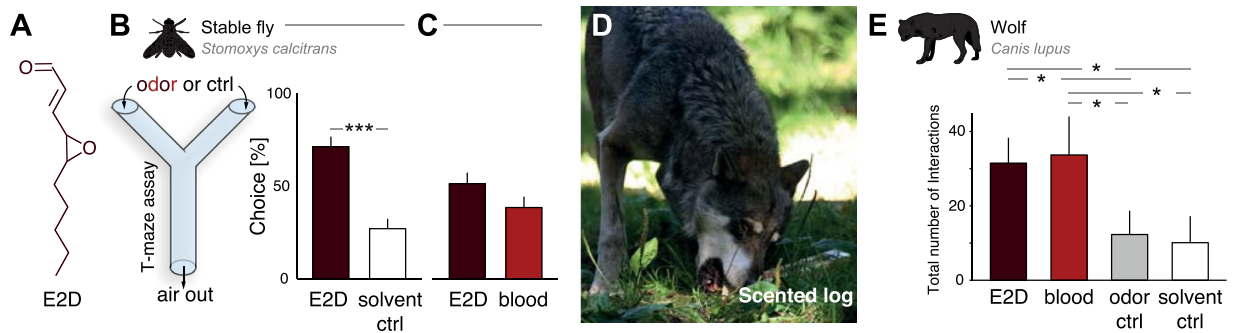 A
O
O
E2D
B
Stable fly
Stomoxys calcitrans
odor or ctrl
T-maze assay
air out
Choice [%]
100
50
0
***
E2D
solvent
ctrl
C
E2D
blood
D
Scented log
E
Wolf
Canis lupus
*
*
*
*
Total number of Interactions
40
20
0
E2D
blood
odor
ctrl
solvent
ctrl